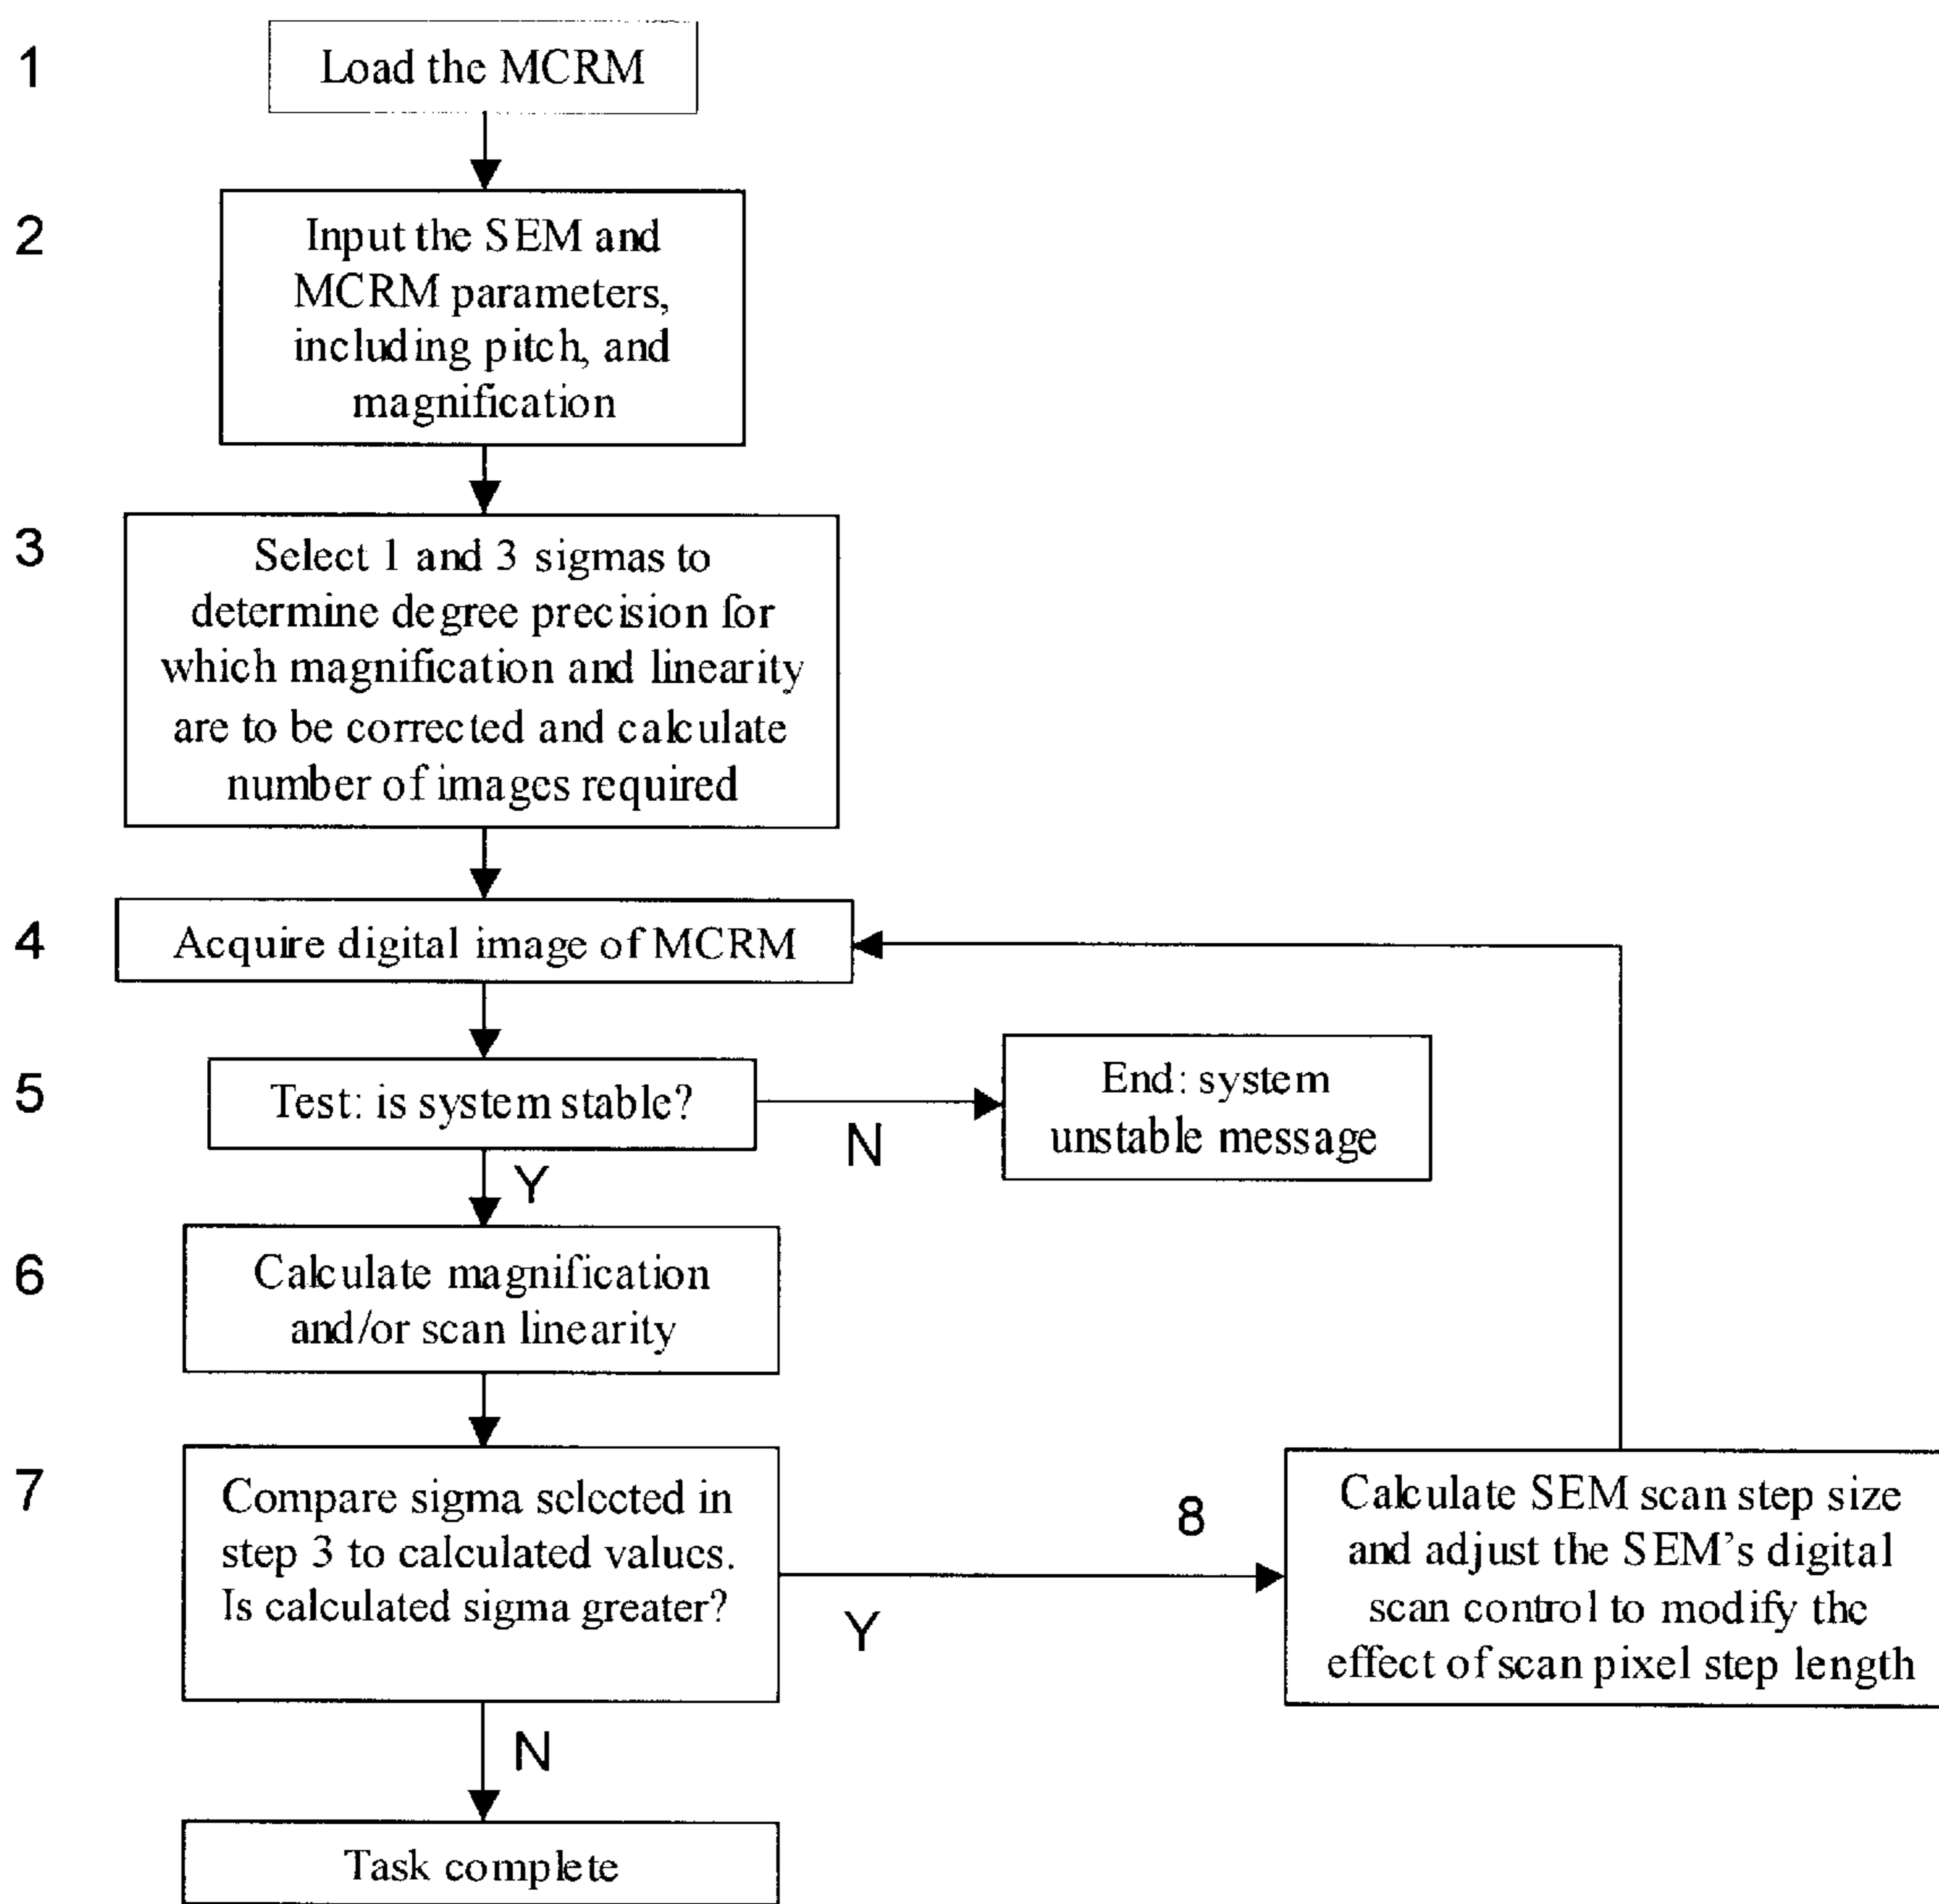 1
Load the MCRM
2
Input the SEM and
MCRM parameters,
including pitch, and
magnification
3
Select 1 and 3 sigmas to
determine degree precision for
which magnification and linearity
are to be corrected and calculate
number of images required
4
Acquire digital image of MCRM
5
Test: is system stable?
N
End: system
unstable message
Y
6
Calculate magnification
and/or scan linearity
7
Compare sigma selected in
step 3 to calculated values.
Is calculated sigma greater?
Y
8
Calculate SEM scan step size
and adjust the SEM's digital
scan control to modify the
effect of scan pixel step length
N
Task complete